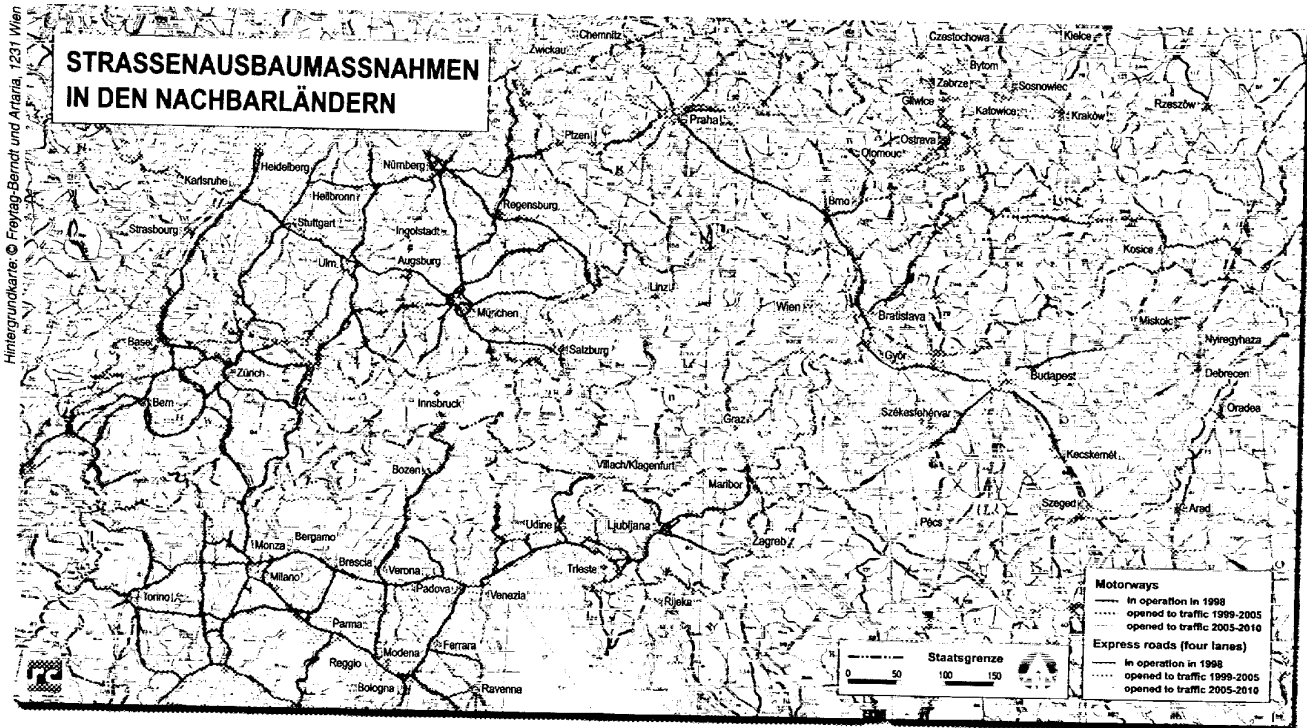 Hintergrundkarte: © Freytag-Berndt und Artaria, 1231 Wien
STRASSENAUSBAUMASSNAHMEN
IN DEN NACHBARLÄNDERN
Chemnitz
Zwickau
Czestochowa
Kielce
Bytom
Zabrze
Sosnowiec
Gliwice
Katowice
Kraków
Rzeszów
Praha
Plzen
Ostrava
Olomouc
Heidelberg
Nürnberg
Karlsruhe
Heilbronn
Regensburg
Brno
Strasbourg
Stuttgart
Ingolstadt
Kosice
Ulm
Augsburg
Linz
Wien
München
Bratislava
Miskolc
Basel
Salzburg
Györ
Nyiregyhaza
Zürich
Budapest
Debrecen
Bern
Innsbruck
Graz
Székesfehérvar
Oradea
Bozen
Villach/Klagenfurt
Kecskemét
Maribor
Szeged
Arad
Udine
Ljubljana
Pécs
Monza
Bergamo
Zagreb
Brescia
Verona
Trieste
Milano
Padova
Venezia
Torino
Rijeka
Parma
Ferrara
Modena
Reggio
Bologna
Ravenna
Motorways
in operation in 1998
opened to traffic 1999-2005
opened to traffic 2005-2010
Express roads (four lanes)
in operation in 1998
opened to traffic 1999-2005
opened to traffic 2005-2010
Staatsgrenze
0 50 100 150